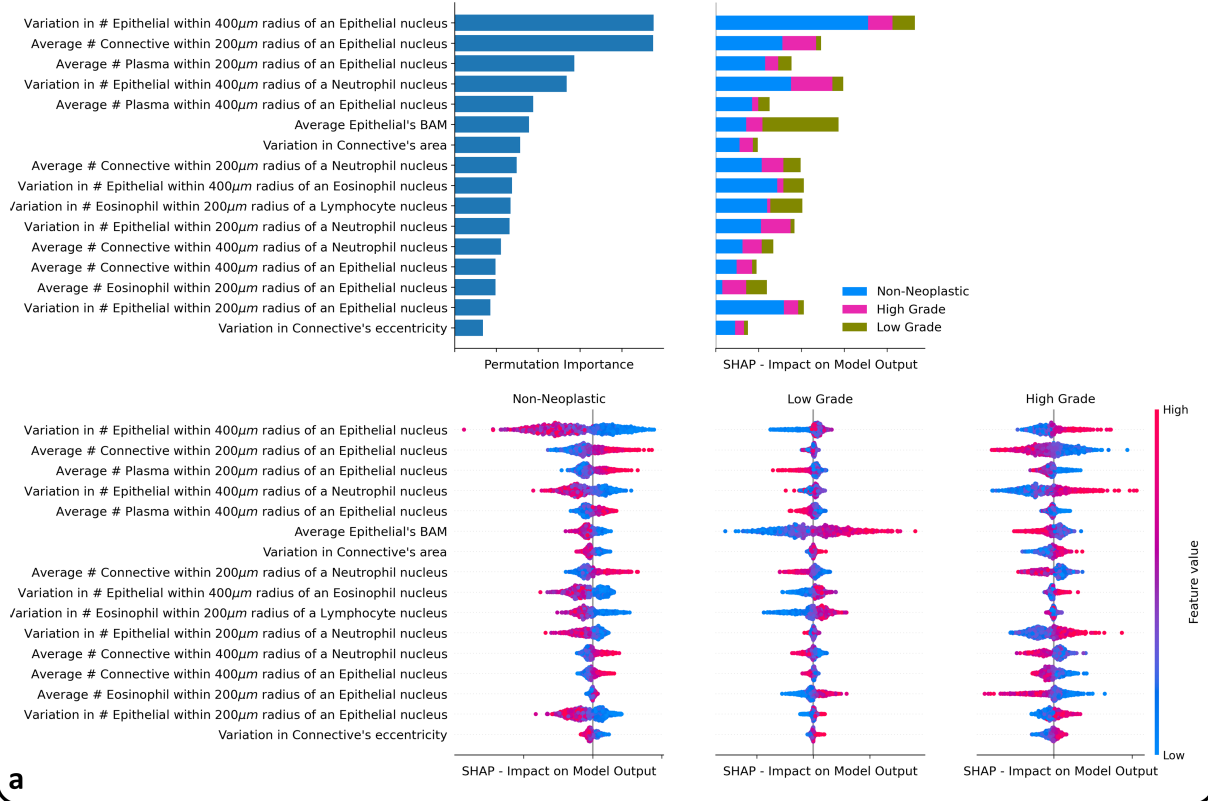 Variation in # Epithelial within 400μm radius of an Epithelial nucleus
Average # Connective within 200μm radius of an Epithelial nucleus
Average # Plasma within 200μm radius of an Epithelial nucleus
Variation in # Epithelial within 400μm radius of a Neutrophil nucleus
Average # Plasma within 400μm radius of an Epithelial nucleus
Average Epithelial's BAM
Variation in Connective's area
Average # Connective within 200μm radius of a Neutrophil nucleus
Variation in # Epithelial within 400μm radius of an Eosinophil nucleus
Variation in # Eosinophil within 200μm radius of a Lymphocyte nucleus
Variation in # Epithelial within 200μm radius of a Neutrophil nucleus
Average # Connective within 400μm radius of a Neutrophil nucleus
Average # Connective within 400μm radius of an Epithelial nucleus
Average # Eosinophil within 200μm radius of an Epithelial nucleus
Variation in # Epithelial within 200μm radius of an Epithelial nucleus
Variation in Connective's eccentricity
Permutation Importance
Non-Neoplastic
High Grade
Low Grade
SHAP - Impact on Model Output
Non-Neoplastic
Low Grade
High Grade
Variation in # Epithelial within 400μm radius of an Epithelial nucleus
Average # Connective within 200μm radius of an Epithelial nucleus
Average # Plasma within 200μm radius of an Epithelial nucleus
Variation in # Epithelial within 400μm radius of a Neutrophil nucleus
Average # Plasma within 400μm radius of an Epithelial nucleus
Average Epithelial's BAM
Variation in Connective's area
Average # Connective within 200μm radius of a Neutrophil nucleus
Variation in # Epithelial within 400μm radius of an Eosinophil nucleus
Variation in # Eosinophil within 200μm radius of a Lymphocyte nucleus
Variation in # Epithelial within 200μm radius of a Neutrophil nucleus
Average # Connective within 400μm radius of a Neutrophil nucleus
Average # Connective within 400μm radius of an Epithelial nucleus
Average # Eosinophil within 200μm radius of an Epithelial nucleus
Variation in # Epithelial within 200μm radius of an Epithelial nucleus
Variation in Connective's eccentricity
SHAP - Impact on Model Output
SHAP - Impact on Model Output
SHAP - Impact on Model Output
High
Feature value
Low
a